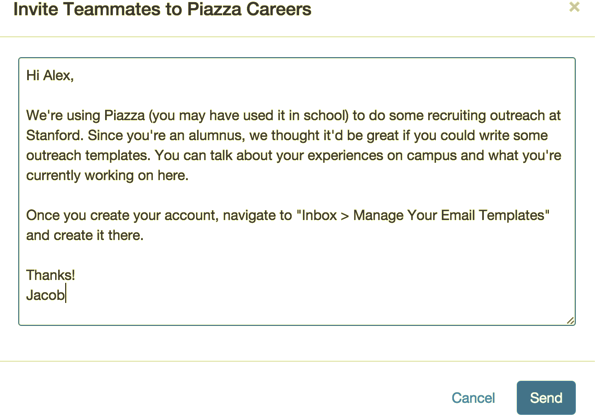 Invite Teammates to Piazza Careers
×
Hi Alex,
We're using Piazza (you may have used it in school) to do some recruiting outreach at
Stanford. Since you're an alumnus, we thought it'd be great if you could write some
outreach templates. You can talk about your experiences on campus and what you're
currently working on here.
Once you create your account, navigate to "Inbox > Manage Your Email Templates"
and create it there.
Thanks!
Jacob
Cancel
Send